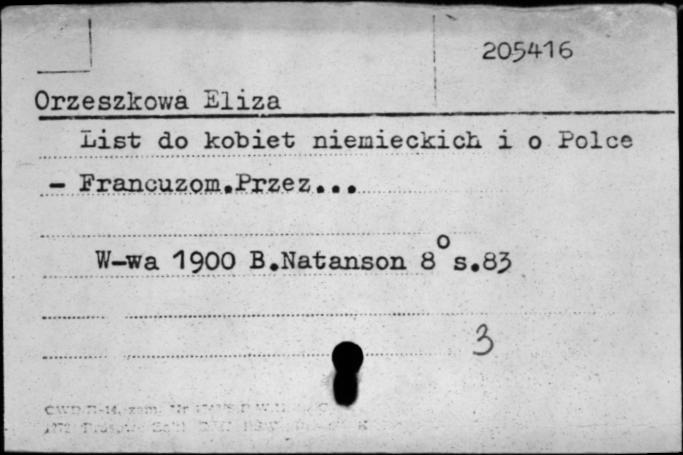 205416
Orzeszkowa Eliza
List do kobiet niemieckich i o Polce
- Francuzom.Przez...
W-wa 1900 B.Natanson 8° s.83
3